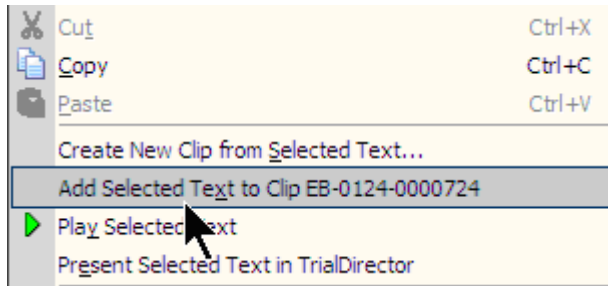 Cut Ctrl+X
Copy Ctrl+C
Paste Ctrl+V
Create New Clip from Selected Text...
Add Selected Text to Clip EB-0124-0000724
Play Selected Text
Present Selected Text in TrialDirector